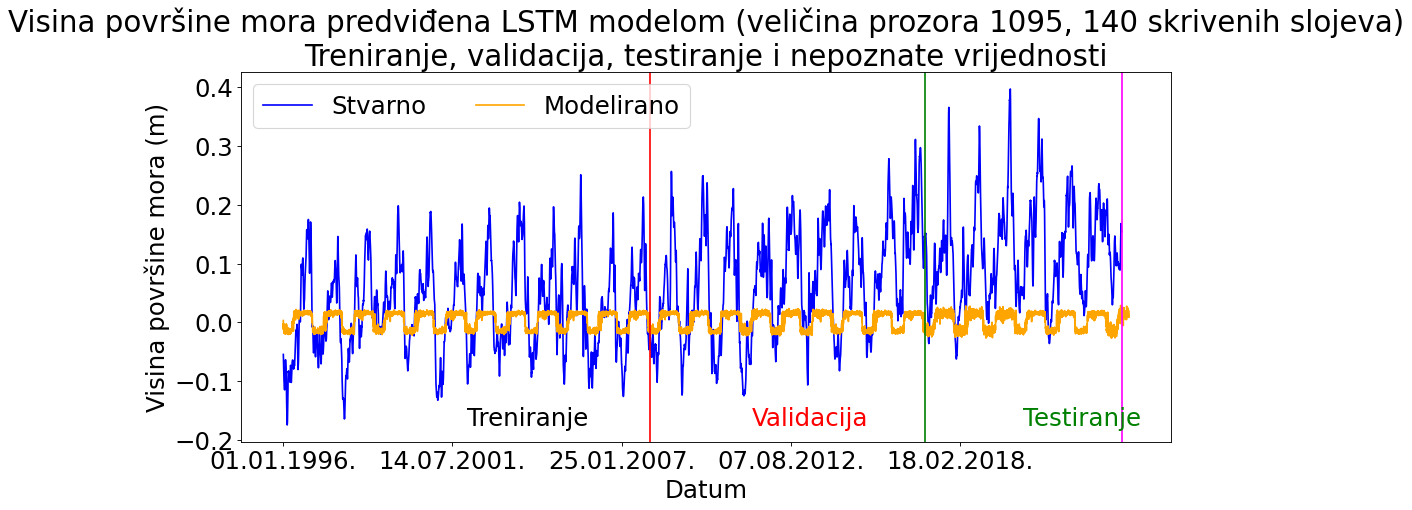 Visina površine mora predviđena LSTM modelom (veličina prozora 1095, 140 skrivenih slojeva)
Treniranje, validacija, testiranje i nepoznate vrijednosti
Stvarno
Modelirano
Visina površine mora (m)
0.4
0.3
0.2
0.1
0.0
−0.1
−0.2
Treniranje
Validacija
Testiranje
01.01.1996.
14.07.2001.
25.01.2007.
07.08.2012.
18.02.2018.
Datum